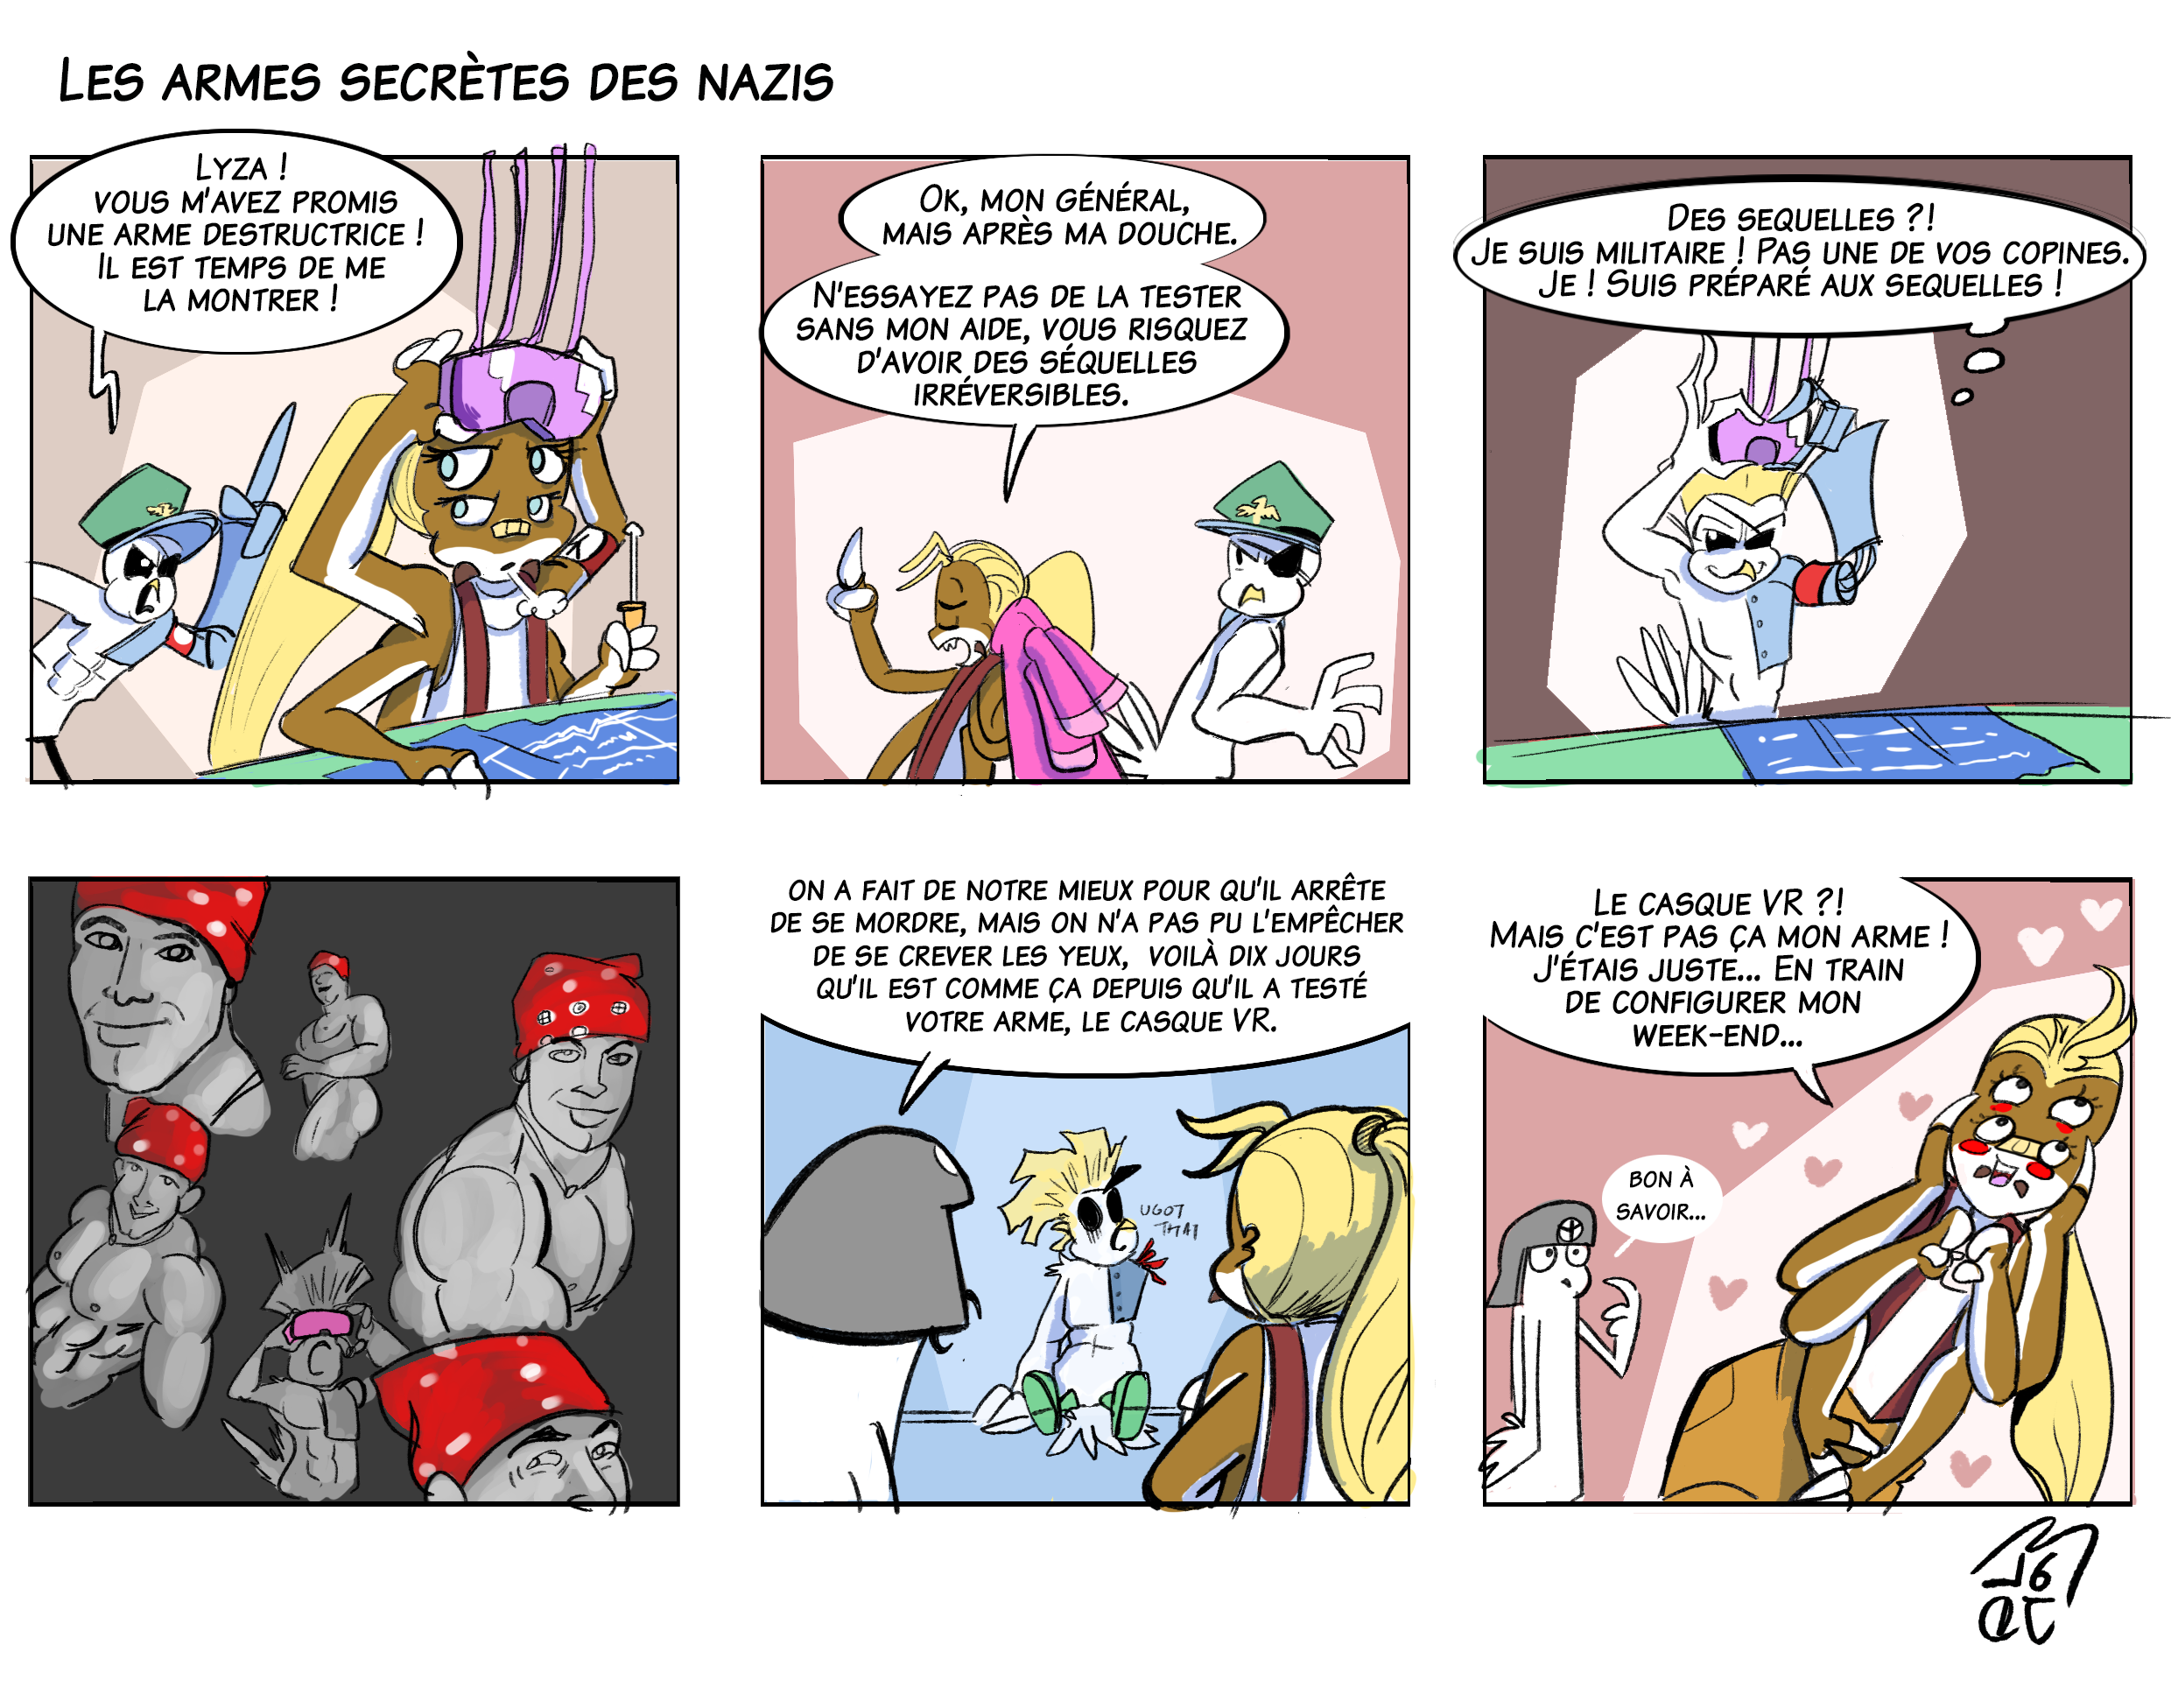 LES ARMES SECRÈTES DES NAZIS
LYZA !
VOUS M'AVEZ PROMIS
UNE ARME DESTRUCTRICE !
IL EST TEMPS DE ME
LA MONTRER !
OK, MON GÉNÉRAL,
MAIS APRÈS MA DOUCHE.
N'ESSAYEZ PAS DE LA TESTER
SANS MON AIDE, VOUS RISQUEZ
D'AVOIR DES SÉQUELLES
IRRÉVERSIBLES.
DES SEQUELLES ?!
JE SUIS MILITAIRE ! PAS UNE DE VOS COPINES.
JE ! SUIS PRÉPARÉ AUX SEQUELLES !
ON A FAIT DE NOTRE MIEUX POUR QU'IL ARRÊTE
DE SE MORDRE, MAIS ON N'A PAS PU L'EMPÊCHER
DE SE CREVER LES YEUX, VOILÀ DIX JOURS
QU'IL EST COMME ÇA DEPUIS QU'IL A TESTÉ
VOTRE ARME, LE CASQUE VR.
UGOT
THAT
LE CASQUE VR ?!
MAIS C'EST PAS ÇA MON ARME !
J'ÉTAIS JUSTE... EN TRAIN
DE CONFIGURER MON
WEEK-END...
BON À
SAVOIR...